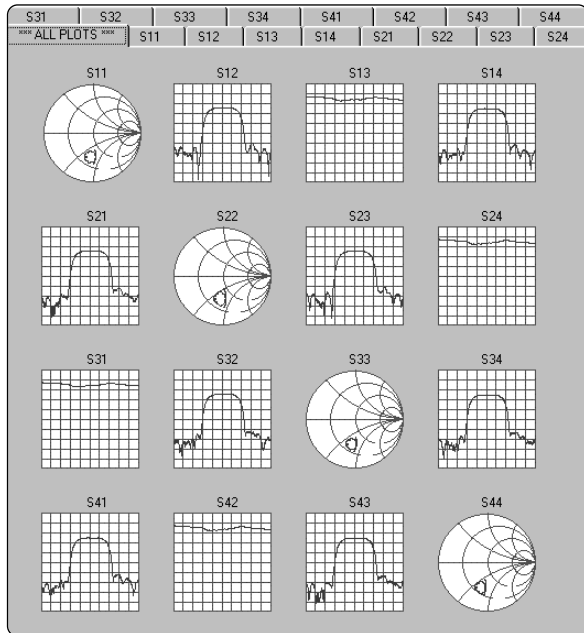 S31 S32 S33 S34 S41 S42 S43 S44
*** ALL PLOTS *** S11 S12 S13 S14 S21 S22 S23 S24
S11 S12 S13 S14
S21 S22 S23 S24
S31 S32 S33 S34
S41 S42 S43 S44